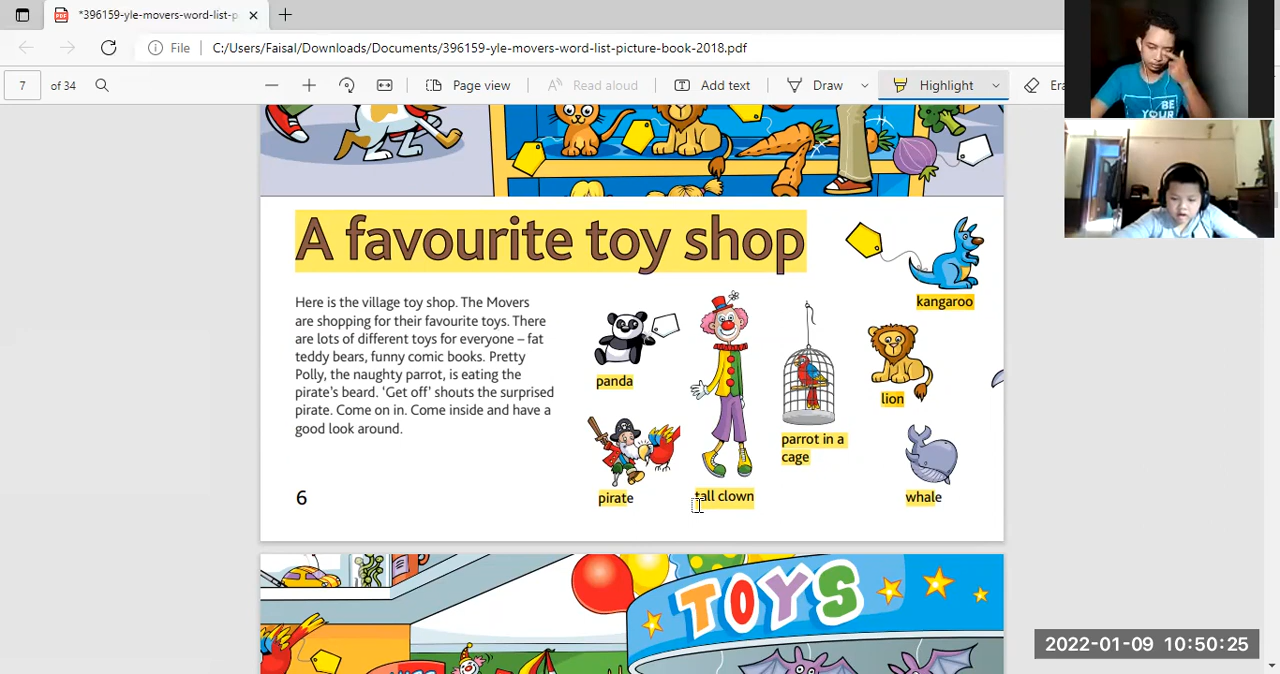 *396159-yle-movers-word-list-p
File
C:/Users/Faisal/Downloads/Documents/396159-yle-movers-word-list-picture-book-2018.pdf
7 of 34
Page view
Read aloud
Add text
Draw
Highlight
BE
YOUR
A favourite toy shop
Here is the village toy shop. The Movers
are shopping for their favourite toys. There
are lots of different toys for everyone – fat
teddy bears, funny comic books. Pretty
Polly, the naughty parrot, is eating the
pirate's beard. 'Get off' shouts the surprised
pirate. Come on in. Come inside and have a
good look around.
6
panda
pirate
tall clown
parrot in a
cage
kangaroo
lion
whale
TOYS
2022-01-09 10:50:25